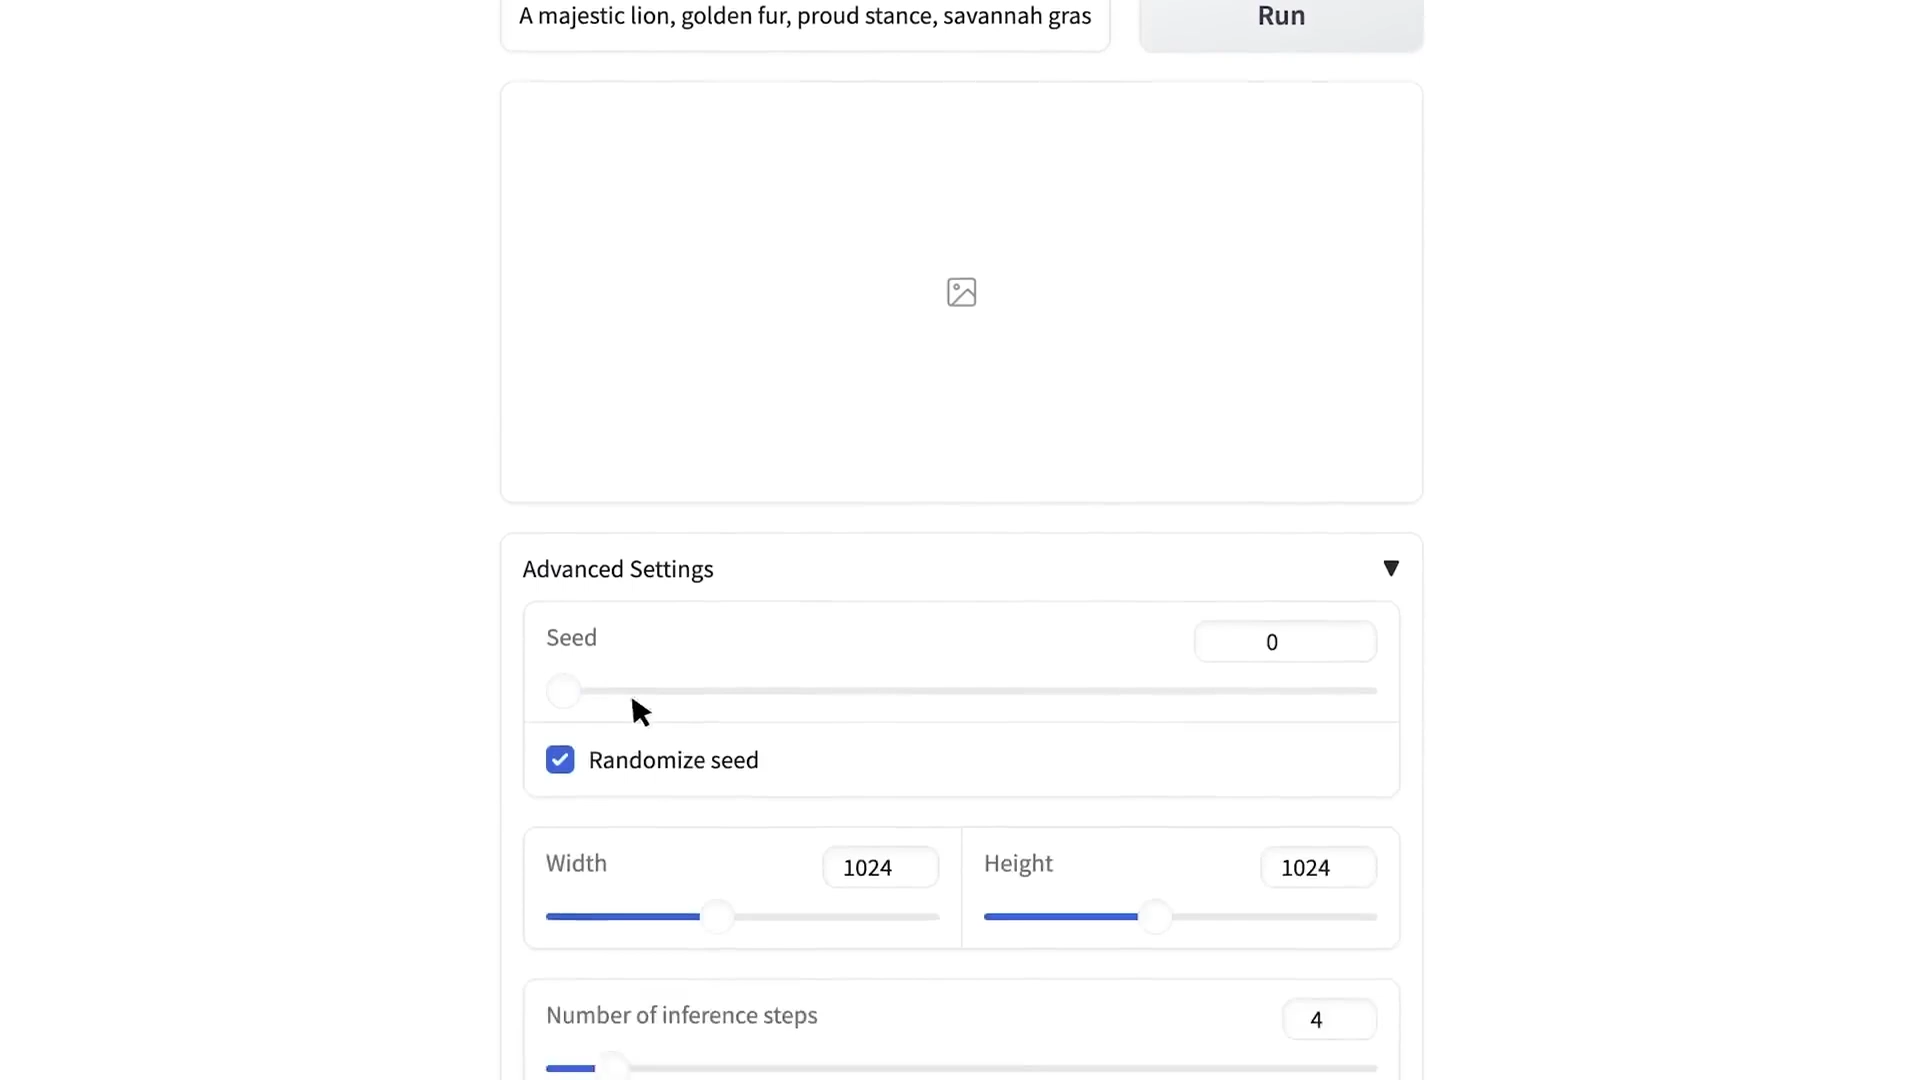 A majestic lion, golden fur, proud stance, savannah gras
Run
Advanced Settings
Seed
0
Randomize seed
Width
1024
Height
1024
Number of inference steps
4